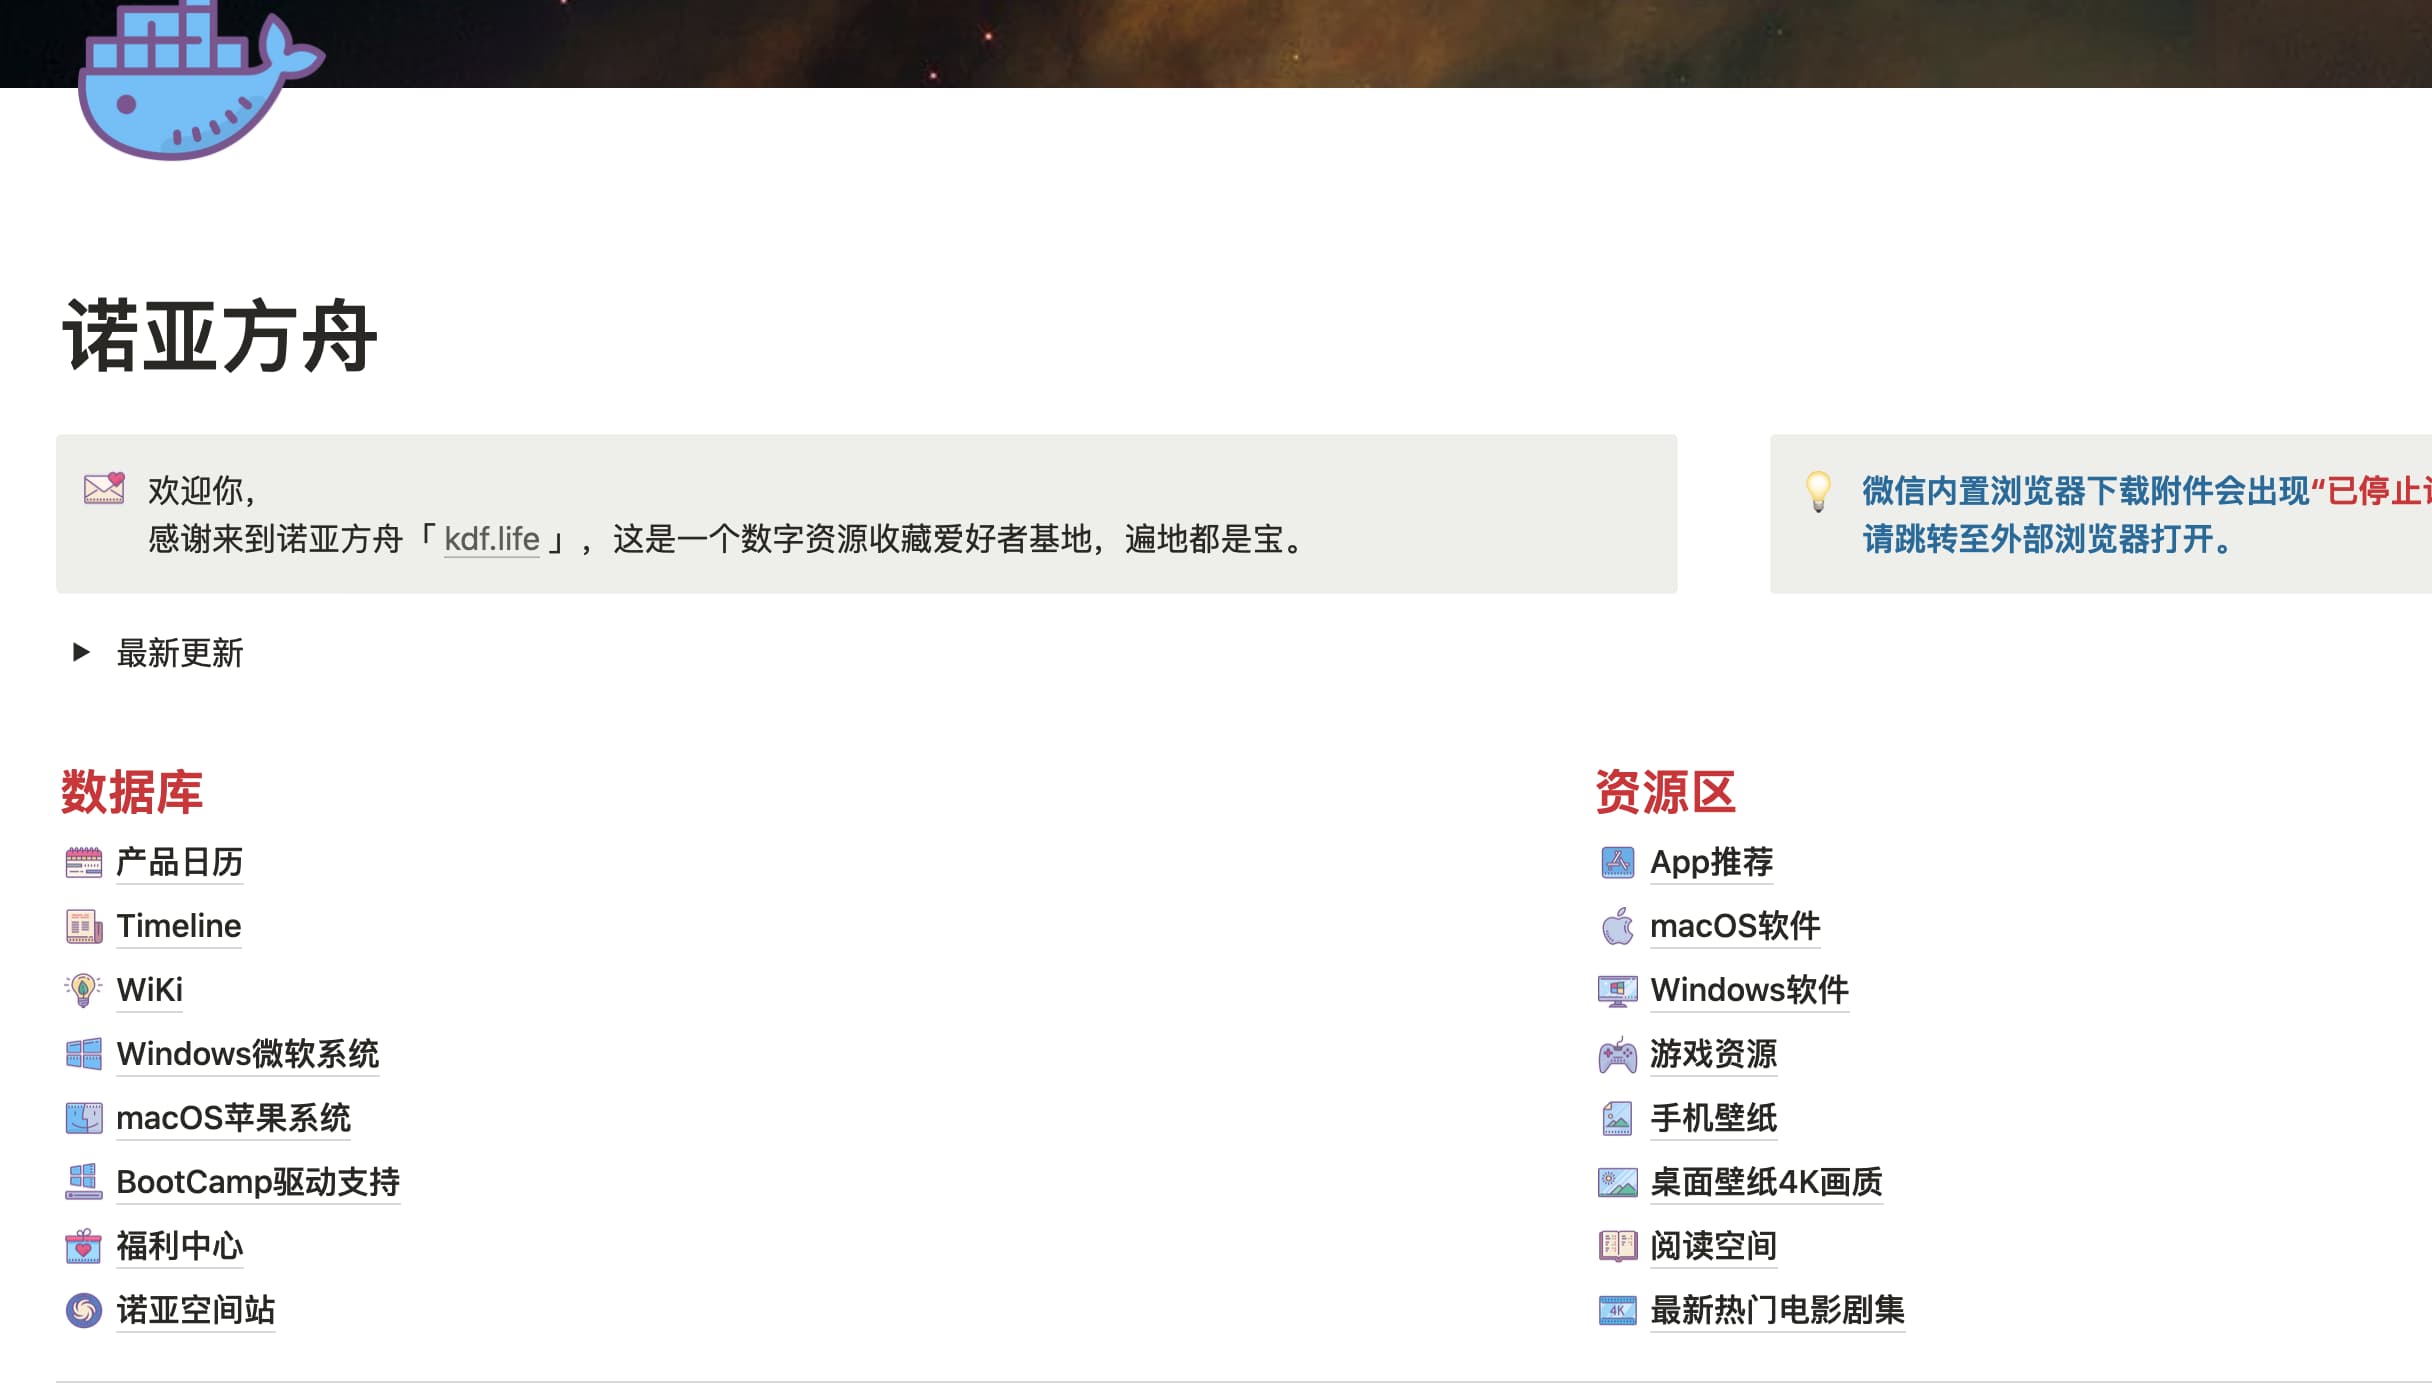 诺亚方舟
欢迎你，
感谢来到诺亚方舟「 kdf.life 」，这是一个数字资源收藏爱好者基地，遍地都是宝。
微信内置浏览器下载附件会出现“已停止
请跳转至外部浏览器打开。
最新更新
数据库
产品日历
Timeline
WiKi
Windows微软系统
macOS苹果系统
BootCamp驱动支持
福利中心
诺亚空间站
资源区
App推荐
macOS软件
Windows软件
游戏资源
手机壁纸
桌面壁纸4K画质
阅读空间
4K
最新热门电影剧集